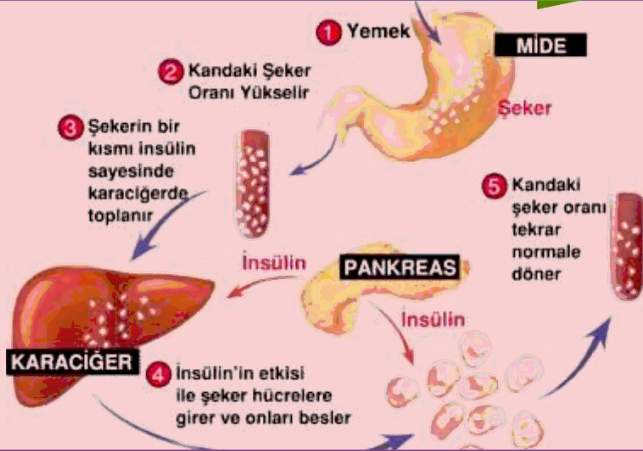 1 Yemek
MİDE
Şeker
2 Kandaki Şeker
Oranı Yükselir
3 Şekerin bir
kısmı insülin
sayesinde
karaciğerde
toplanır
5 Kandaki
şeker oranı
tekrar
normale
döner
İnsülin
PANKREAS
İnsülin
KARACİĞER
4 İnsülin'in etkisi
ile şeker hücrelere
girer ve onları besler